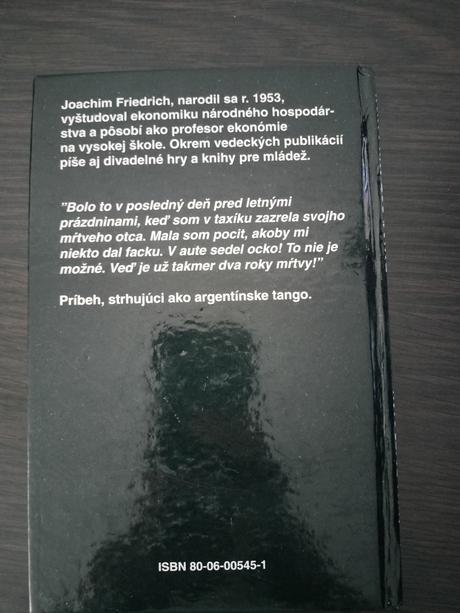 Joachim Friedrich, narodil sa r. 1953,
vyštudoval ekonomiku národného hospodár-
stva a pôsobí ako profesor ekonómie
na vysokej škole. Okrem vedeckých publikácií
píše aj divadelné hry a knihy pre mládež.
"Bolo to v posledný deň pred letnými
prázdninami, keď som v taxíku zazrela svojho
mŕtveho otca. Mala som pocit, akoby mi
niekto dal facku. V aute sedel ocko! To nie je
možné. Veď je už takmer dva roky mŕtvy!"
Príbeh, strhujúci ako argentínske tango.
ISBN 80-06-00545-1